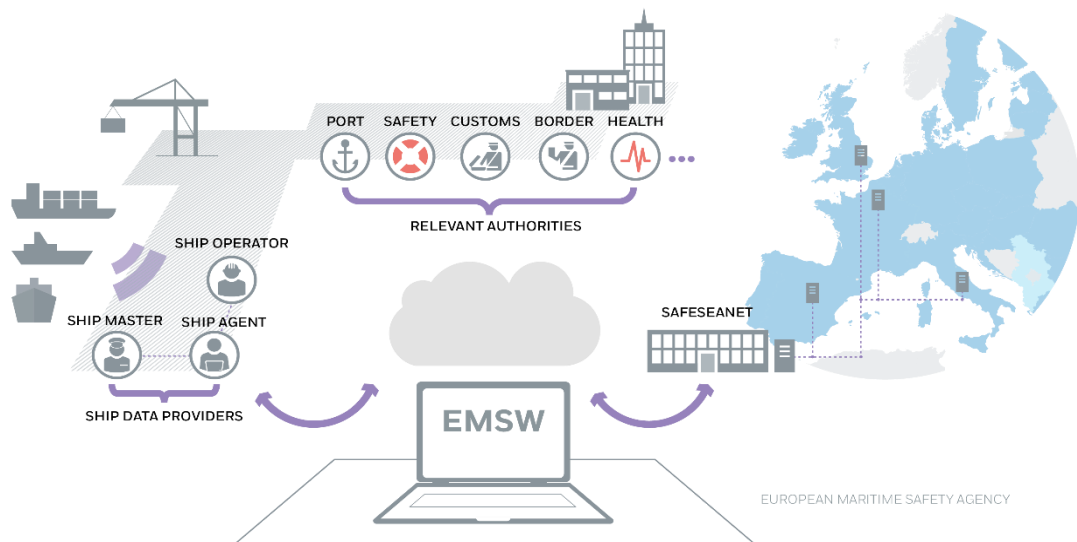 PORT
SAFETY
CUSTOMS
BORDER
HEALTH
RELEVANT AUTHORITIES
SHIP OPERATOR
SHIP MASTER
SHIP AGENT
SHIP DATA PROVIDERS
SAFESEANET
EMSW
EUROPEAN MARITIME SAFETY AGENCY